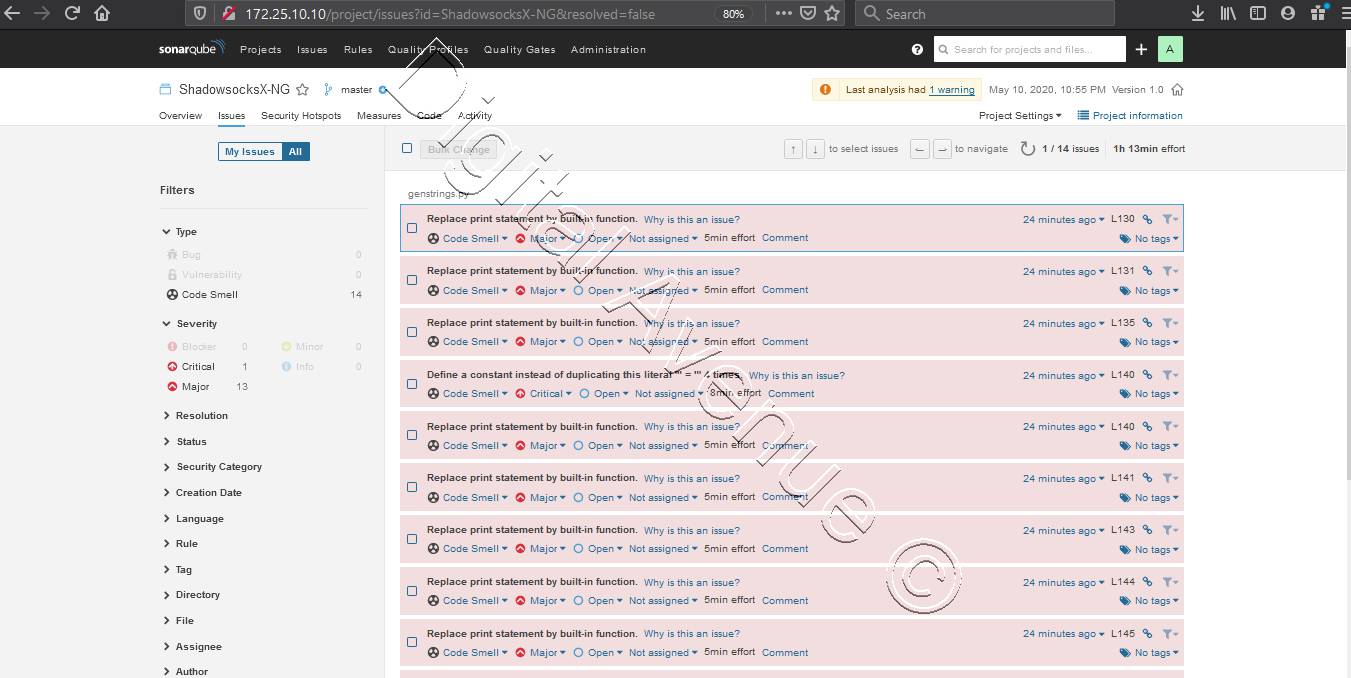 172.25.10.10/project/issues?id=ShadowsocksX-NG&resolved=false 80% Search
sonarqube Projects Issues Rules Quality Profiles Quality Gates Administration ? Search for projects and files... + A
ShadowsocksX-NG master Last analysis had 1 warning May 10, 2020, 10:55 PM Version 1.0
Overview Issues Security Hotspots Measures Code Activity Project Settings Project information
My Issues All Bulk Change ↑ ↓ to select issues ← → to navigate 1 / 14 issues 1h 13min effort
Filters
Type
Bug 0
Vulnerability 0
Code Smell 14
Severity
Blocker 0 Minor 0
Critical 1 Info 0
Major 13
Resolution
Status
Security Category
Creation Date
Language
Rule
Tag
Directory
File
Assignee
Author
genstrings.py
Replace print statement by built-in function. Why is this an issue? 24 minutes ago L130
Code Smell Major Open Not assigned 5min effort Comment No tags
Replace print statement by built-in function. Why is this an issue? 24 minutes ago L131
Code Smell Major Open Not assigned 5min effort Comment No tags
Replace print statement by built-in function. Why is this an issue? 24 minutes ago L135
Code Smell Major Open Not assigned 5min effort Comment No tags
Define a constant instead of duplicating this literal '" = "' 4 times. Why is this an issue? 24 minutes ago L140
Code Smell Critical Open Not assigned 8min effort Comment No tags
Replace print statement by built-in function. Why is this an issue? 24 minutes ago L140
Code Smell Major Open Not assigned 5min effort Comment No tags
Replace print statement by built-in function. Why is this an issue? 24 minutes ago L141
Code Smell Major Open Not assigned 5min effort Comment No tags
Replace print statement by built-in function. Why is this an issue? 24 minutes ago L143
Code Smell Major Open Not assigned 5min effort Comment No tags
Replace print statement by built-in function. Why is this an issue? 24 minutes ago L144
Code Smell Major Open Not assigned 5min effort Comment No tags
Replace print statement by built-in function. Why is this an issue? 24 minutes ago L145
Code Smell Major Open Not assigned 5min effort Comment No tags
Digital Avenue ©